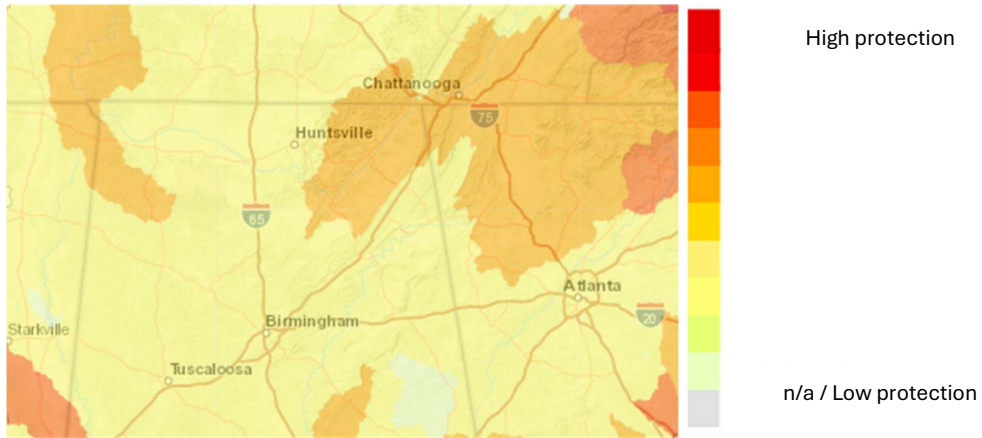 High protection
Chattanooga
75
Huntsville
65
Atlanta
20
Birmingham
Starkville
Tuscaloosa
n/a / Low protection